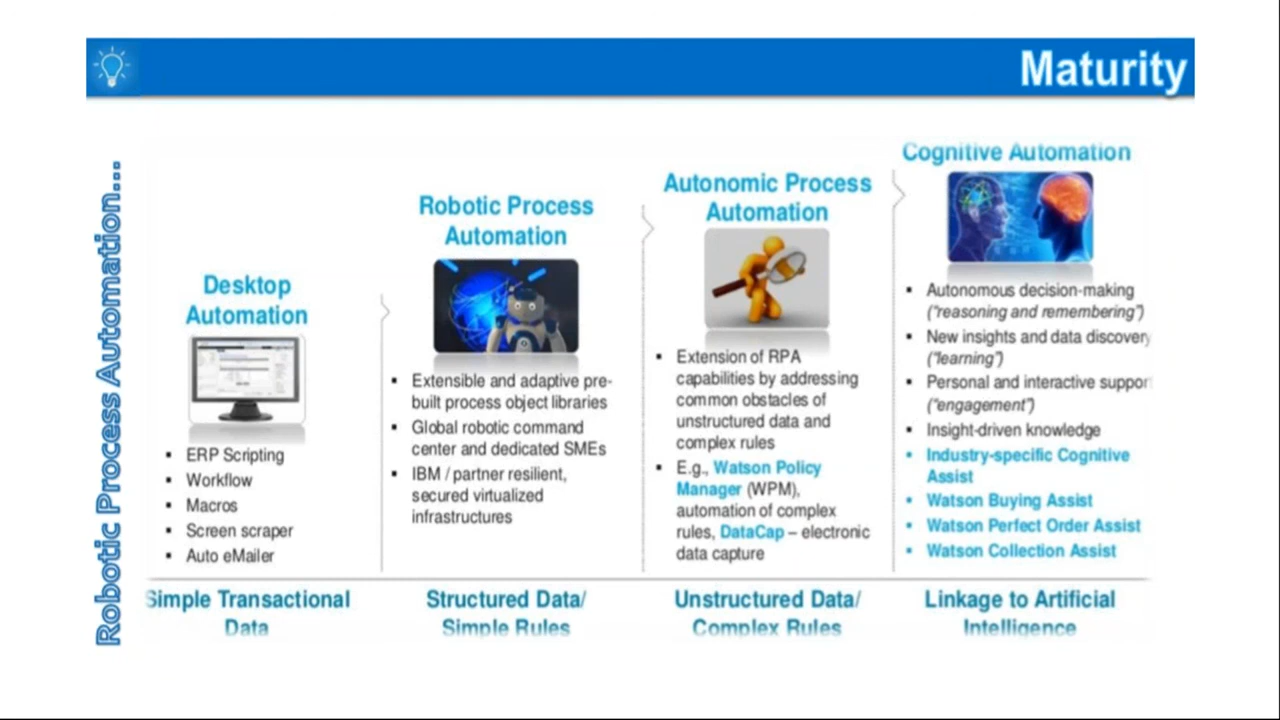 Maturity
Robotic Process Automation...
Desktop
Automation
ERP Scripting
Workflow
Macros
Screen scraper
Auto eMailer
Simple Transactional
Data
Robotic Process
Automation
Extensible and adaptive pre-
built process object libraries
Global robotic command
center and dedicated SMEs
IBM / partner resilient,
secured virtualized
infrastructures
Structured Data/
Simple Rules
Autonomic Process
Automation
Extension of RPA
capabilities by addressing
common obstacles of
unstructured data and
complex rules
E.g., Watson Policy
Manager (WPM),
automation of complex
rules, DataCap – electronic
data capture
Unstructured Data/
Complex Rules
Cognitive Automation
Autonomous decision-making
("reasoning and remembering")
New insights and data discovery
("learning")
Personal and interactive suppor
("engagement")
Insight-driven knowledge
Industry-specific Cognitive
Assist
Watson Buying Assist
Watson Perfect Order Assist
Watson Collection Assist
Linkage to Artificial
Intelligence